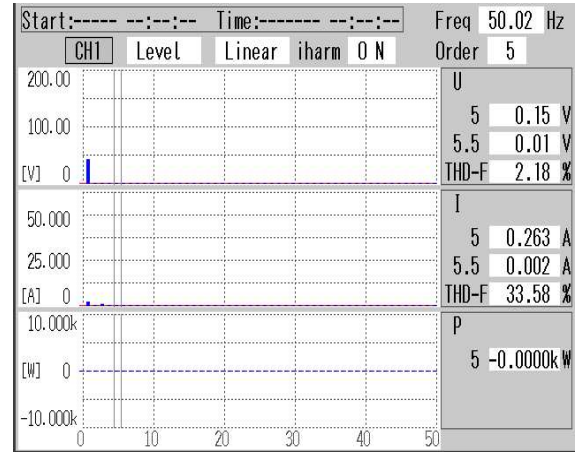 Start:----- --:--:-- Time:------- --:--:-- Freq 50.02 Hz
CH1 Level Linear iharm O N Order 5
200.00
100.00
[V] 0
U
5 0.15 V
5.5 0.01 V
THD-F 2.18 %
50.000
25.000
[A] 0
I
5 0.263 A
5.5 0.002 A
THD-F 33.58 %
10.000k
[W] 0
-10.000k
P
5 -0.0000k W
0 10 20 30 40 50